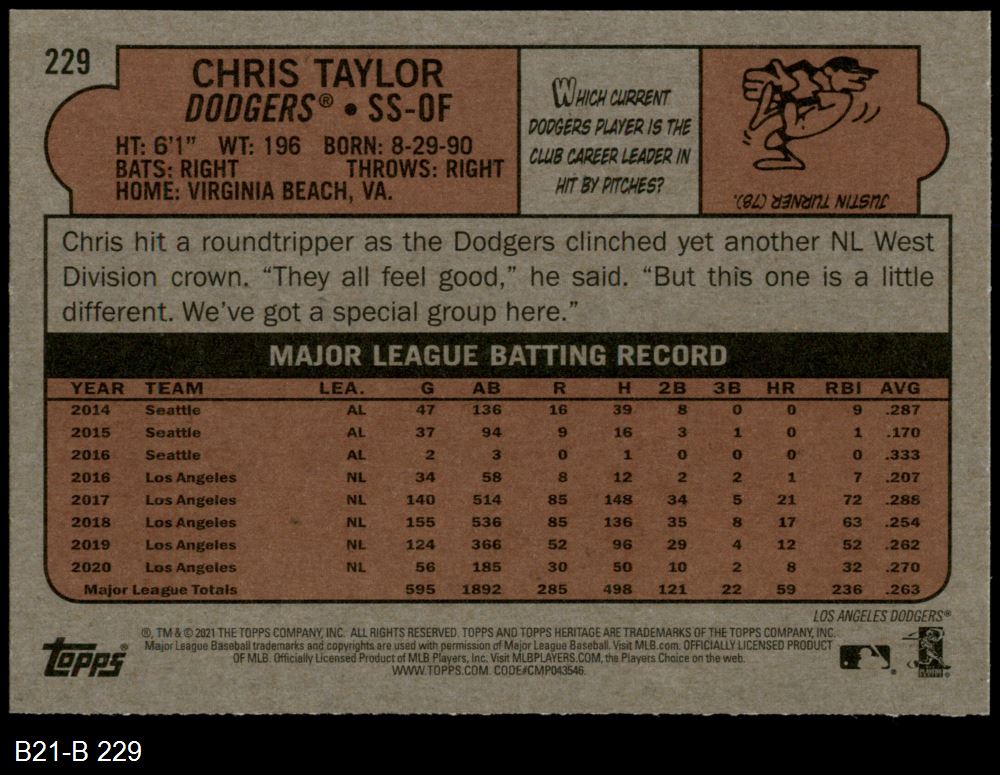 229
CHRIS TAYLOR
DODGERS® • SS-OF
HT: 6'1" WT: 196 BORN: 8-29-90
BATS: RIGHT THROWS: RIGHT
HOME: VIRGINIA BEACH, VA.
WHICH CURRENT
DODGERS PLAYER IS THE
CLUB CAREER LEADER IN
HIT BY PITCHES?
JUSTIN TURNER (78).
Chris hit a roundtripper as the Dodgers clinched yet another NL West
Division crown. “They all feel good,” he said. “But this one is a little
different. We’ve got a special group here.”
MAJOR LEAGUE BATTING RECORD
YEAR TEAM LEA. G AB R H 2B 3B HR RBI AVG
2014 Seattle AL 47 136 16 39 8 0 0 9 .287
2015 Seattle AL 37 94 9 16 3 1 0 1 .170
2016 Seattle AL 2 3 0 1 0 0 0 0 .333
2016 Los Angeles NL 34 58 8 12 2 2 1 7 .207
2017 Los Angeles NL 140 514 85 148 34 5 21 72 .288
2018 Los Angeles NL 155 536 85 136 35 8 17 63 .254
2019 Los Angeles NL 124 366 52 96 29 4 12 52 .262
2020 Los Angeles NL 56 185 30 50 10 2 8 32 .270
Major League Totals 595 1892 285 498 121 22 59 236 .263
LOS ANGELES DODGERS®
®, TM & © 2021 THE TOPPS COMPANY, INC. ALL RIGHTS RESERVED. TOPPS AND TOPPS HERITAGE ARE TRADEMARKS OF THE TOPPS COMPANY, INC.
Major League Baseball trademarks and copyrights are used with permission of Major League Baseball. Visit MLB.com. OFFICIALLY LICENSED PRODUCT
OF MLB. Officially Licensed Product of MLB Players, Inc. Visit MLBPLAYERS.COM, the Players Choice on the web.
WWW.TOPPS.COM. CODE#CMP043546.
topps®
B21-B 229